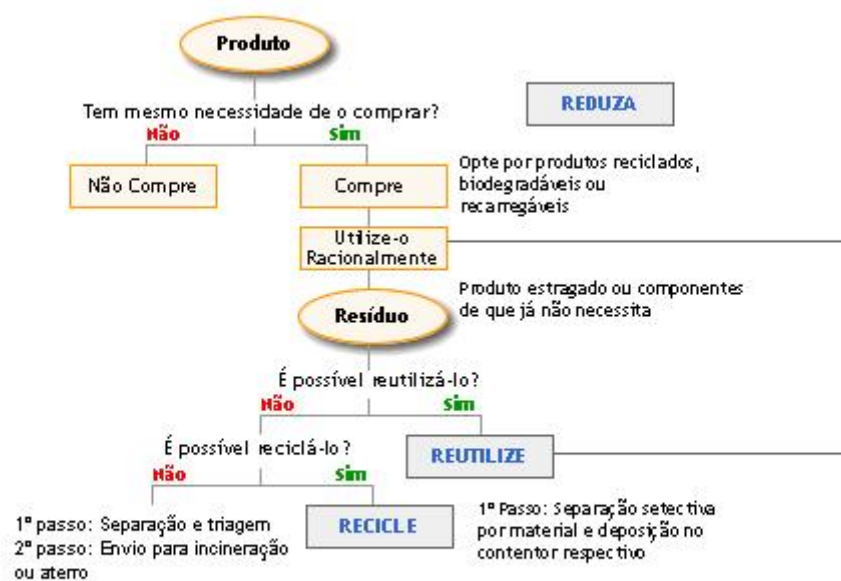 Produto
REDUZA
Tem mesmo necessidade de o comprar?
Não Sim
Não Compre
Compre
Opte por produtos reciclados,
biodegradáveis ou
recarregáveis
Utilize-o
Racionalmente
Produto estragado ou componentes
de que já não necessita
Resíduo
É possível reutilizá-lo?
Não Sim
É possível reciclá-lo?
REUTILIZE
Não Sim
1º passo: Separação e triagem
2º passo: Envio para incineração
ou aterro
RECICLE
1º Passo: Separação setectiva
por material e deposição no
contentor respectivo